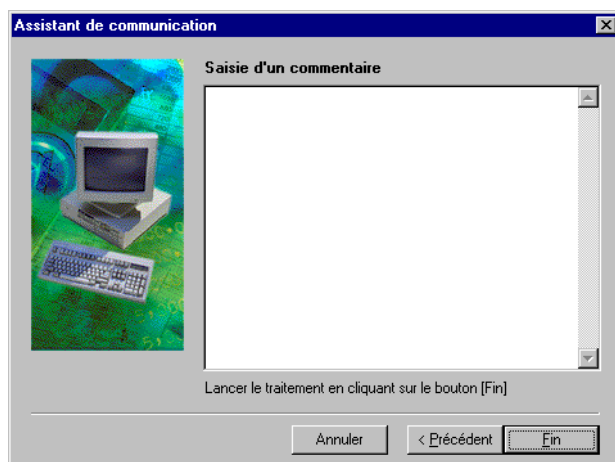 Assistant de communication
Saisie d'un commentaire
Lancer le traitement en cliquant sur le bouton [Fin]
Annuler
< Précédent
Fin